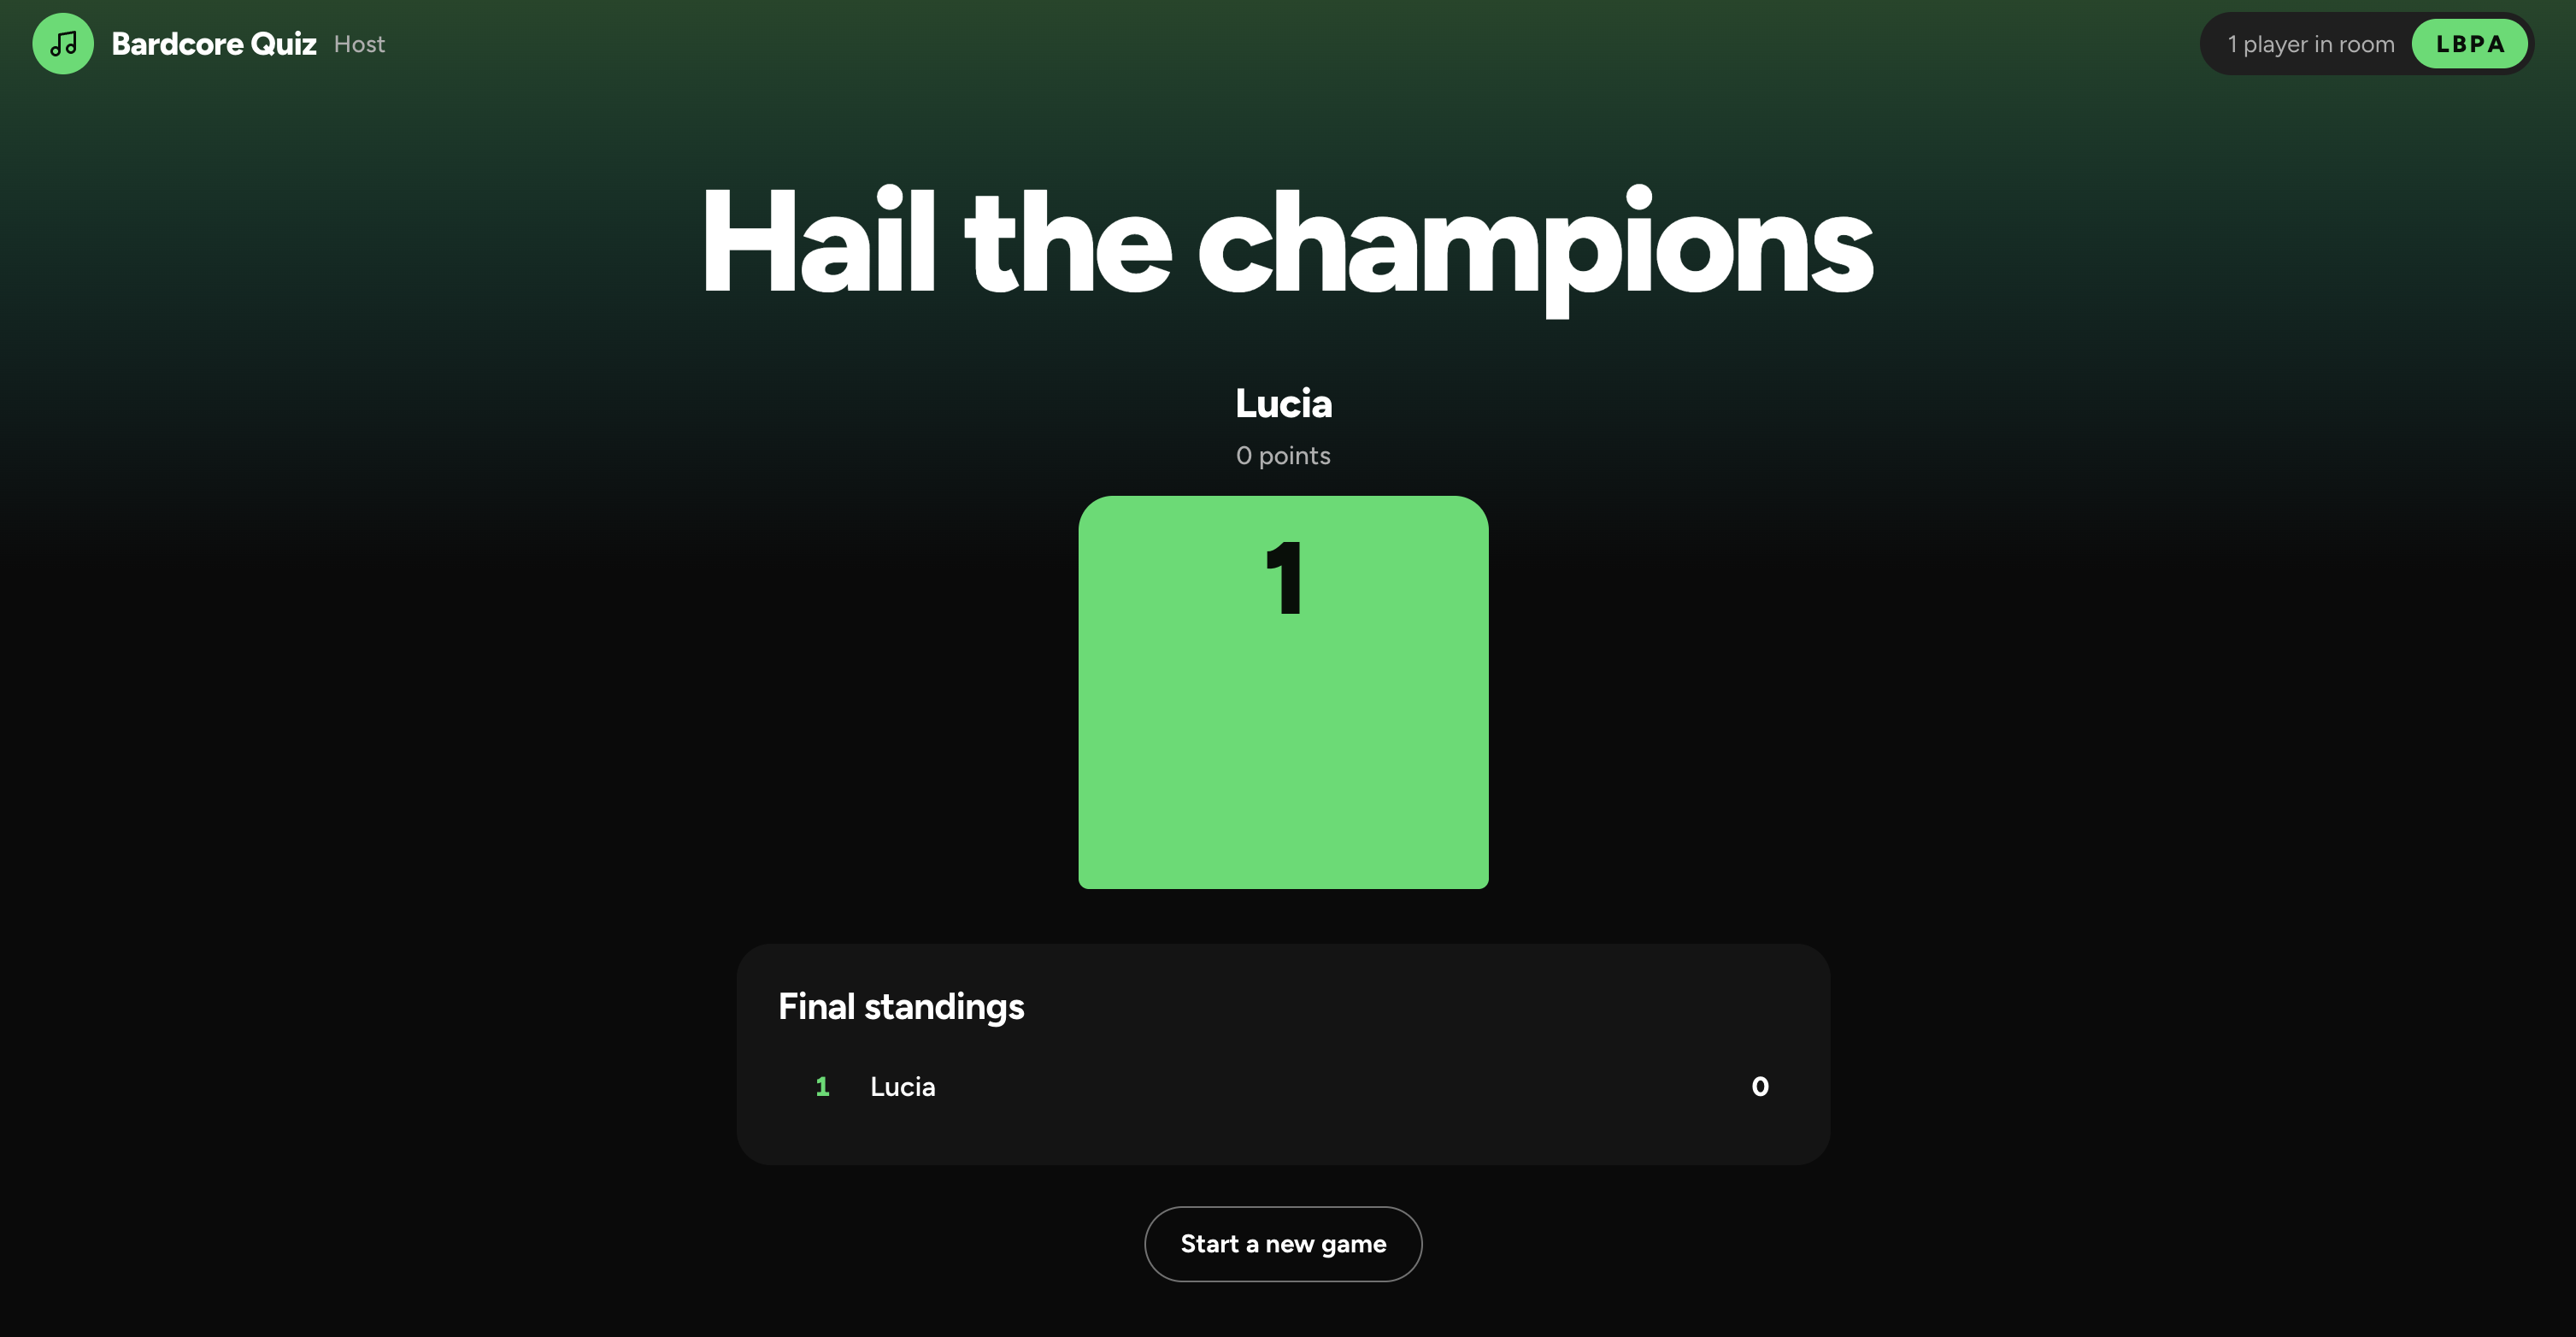 Bardcore Quiz Host
1 player in room LBPA
Hail the champions
Lucia
0 points
1
Final standings
1 Lucia 0
Start a new game